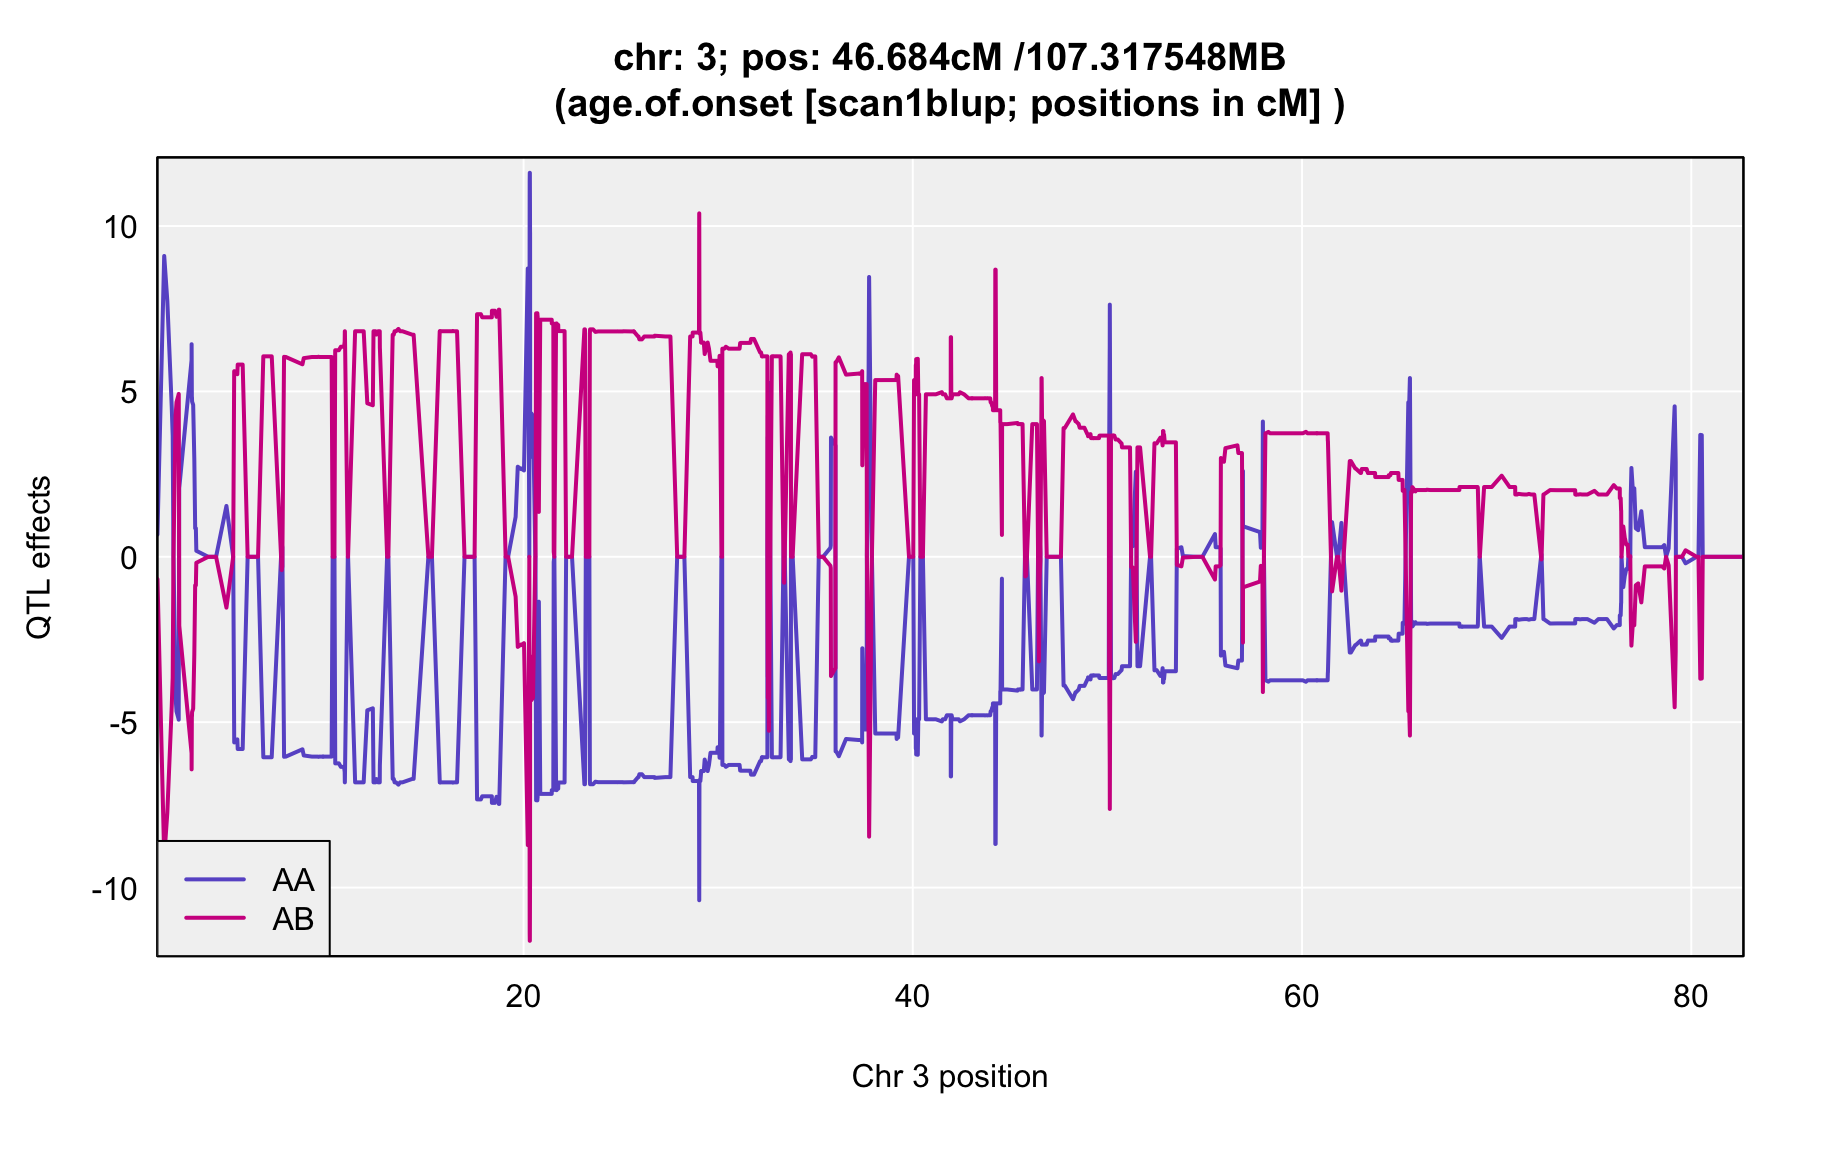 chr: 3; pos: 46.684cM /107.317548MB
(age.of.onset [scan1blup; positions in cM] )
QTL effects
10
5
0
-5
-10
AA
AB
20
40
60
80
Chr 3 position